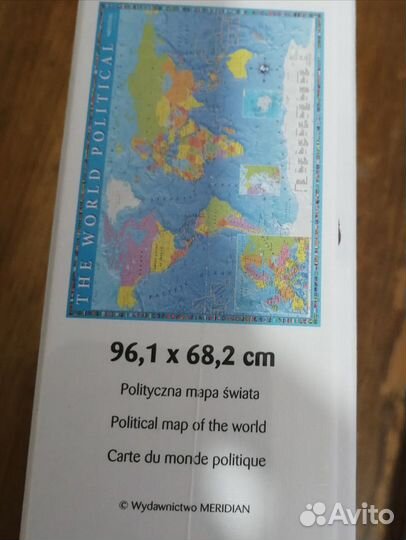 THE WORLD POLITICAL
96,1 x 68,2 cm
Polityczna mapa świata
Political map of the world
Carte du monde politique
© Wydawnictwo MERIDIAN
Avito